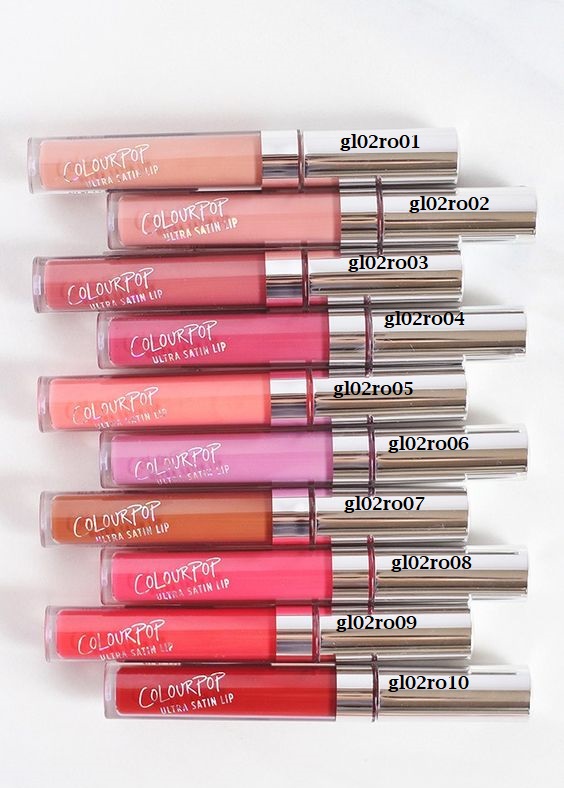 COLOURPOP
ULTRA SATIN LIP
gl02ro01
COLOURPOP
ULTRA SATIN LIP
gl02ro02
COLOURPOP
ULTRA SATIN LIP
gl02ro03
COLOURPOP
ULTRA SATIN LIP
gl02ro04
COLOURPOP
ULTRA SATIN LIP
gl02ro05
COLOURPOP
ULTRA SATIN LIP
gl02ro06
COLOURPOP
ULTRA SATIN LIP
gl02ro07
COLOURPOP
ULTRA SATIN LIP
gl02ro08
COLOURPOP
ULTRA SATIN LIP
gl02ro09
COLOURPOP
ULTRA SATIN LIP
gl02ro10